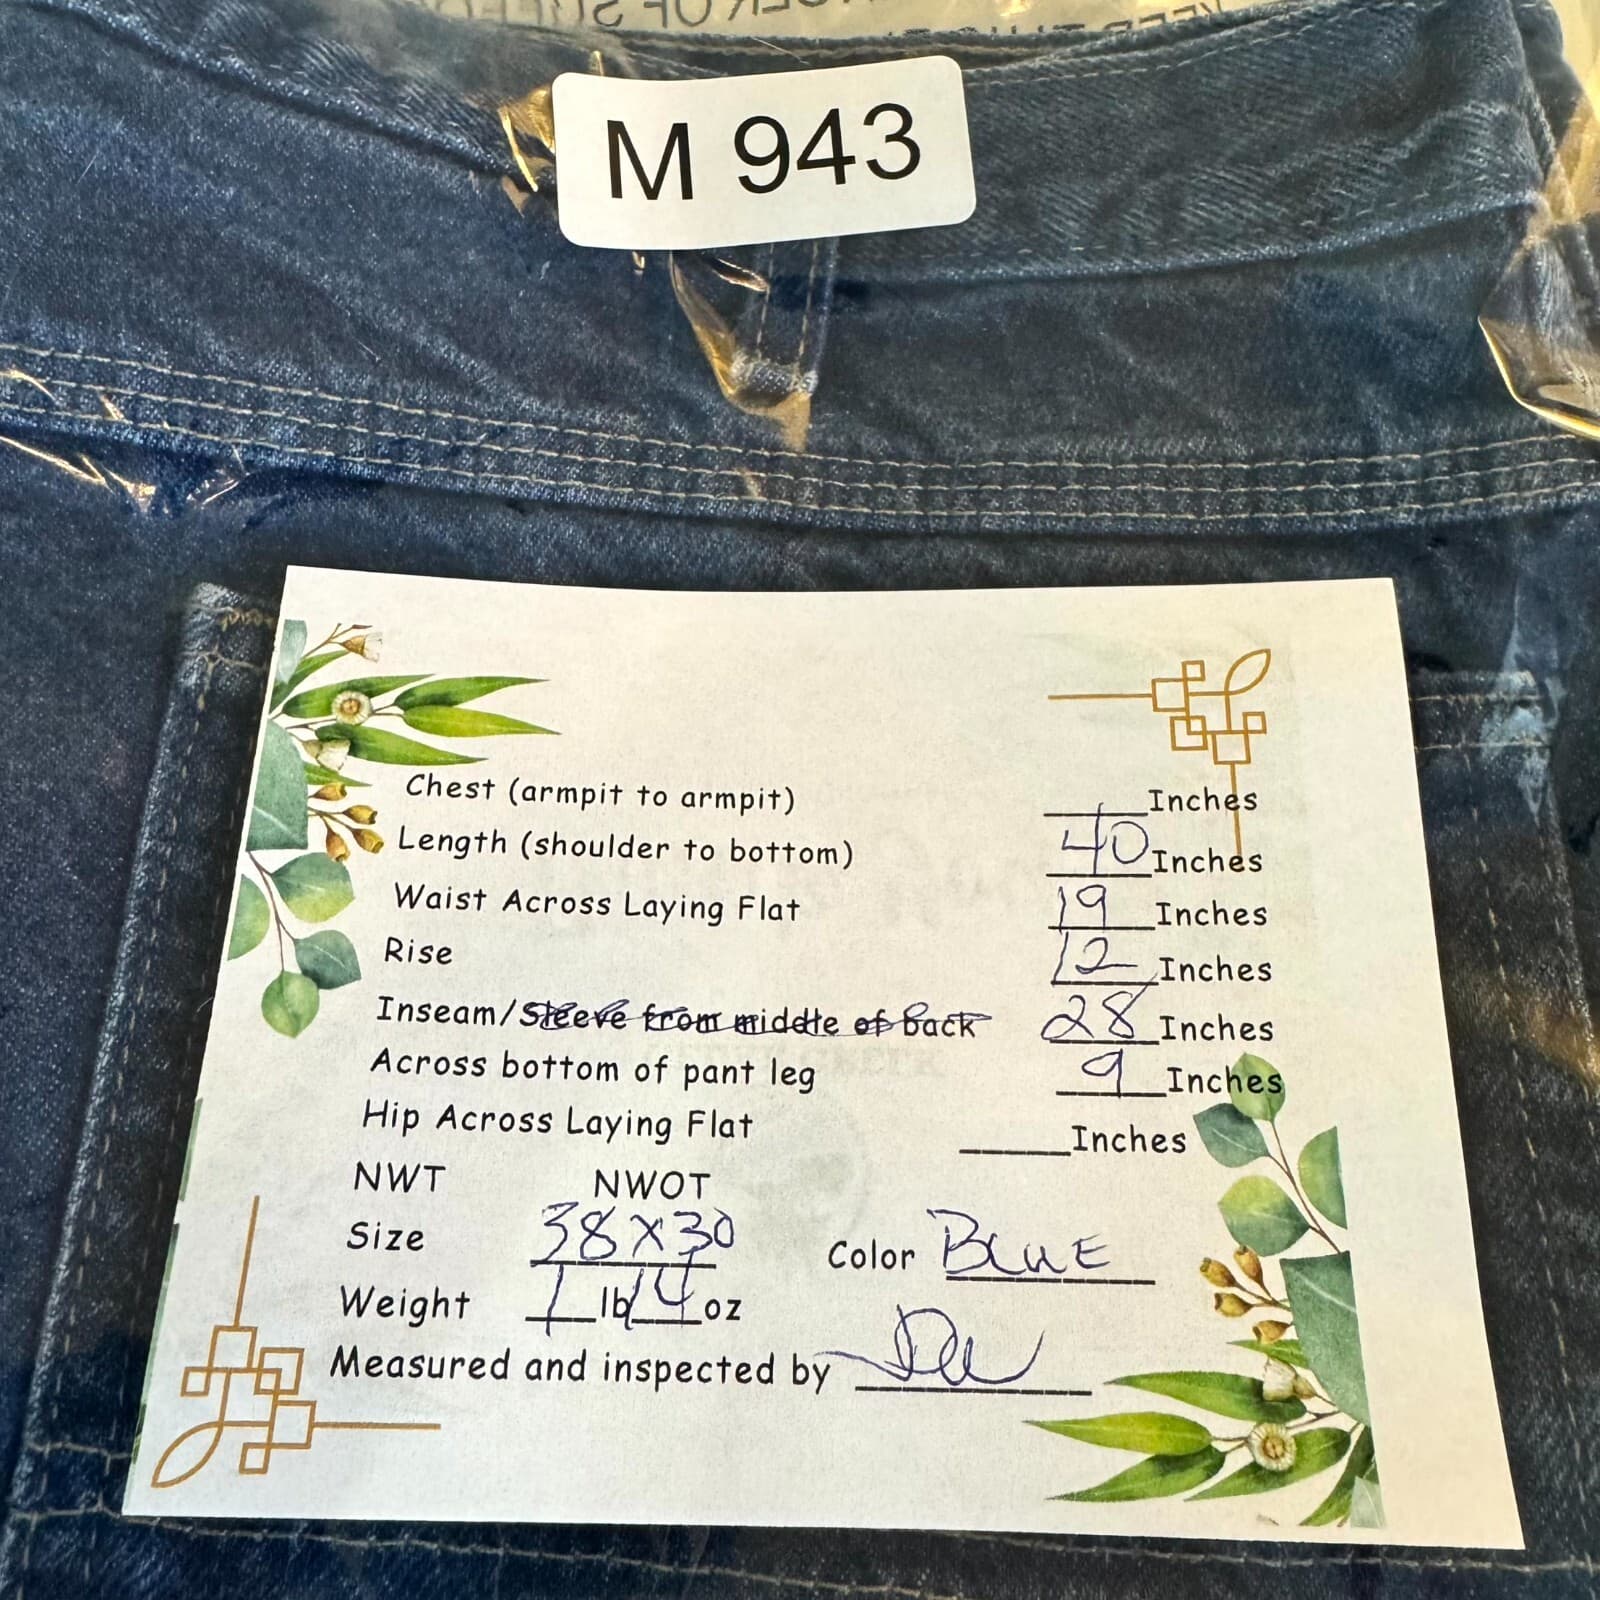 M 943
Chest (armpit to armpit) ____Inches
Length (shoulder to bottom) 40 Inches
Waist Across Laying Flat 19 Inches
Rise 12 Inches
Inseam/Sleeve from middle of back 28 Inches
Across bottom of pant leg 9 Inches
Hip Across Laying Flat ____Inches
NWT NWOT
Size 38x30 Color BLUE
Weight 1 lb 14 oz
Measured and inspected by